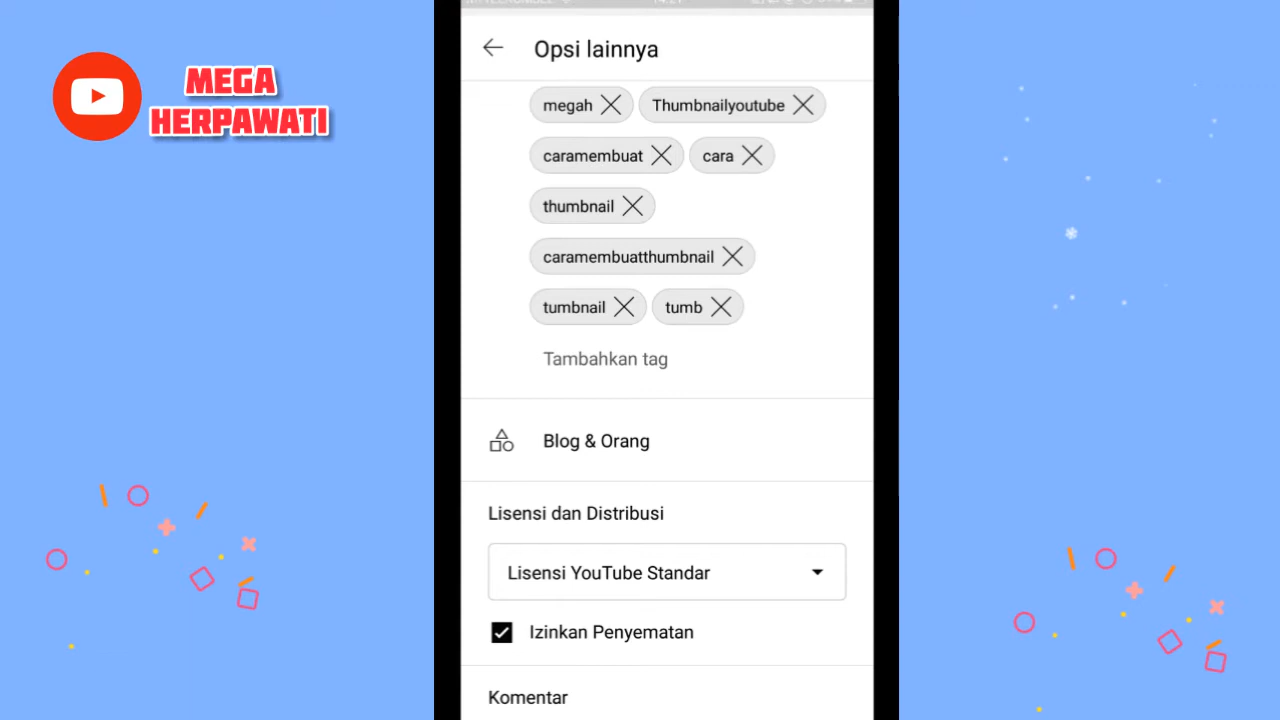 MEGA
HERPAWATI
Opsi lainnya
megah
Thumbnailyoutube
caramembuat
cara
thumbnail
caramembuatthumbnail
tumbnail
tumb
Tambahkan tag
Blog & Orang
Lisensi dan Distribusi
Lisensi YouTube Standar
Izinkan Penyematan
Komentar